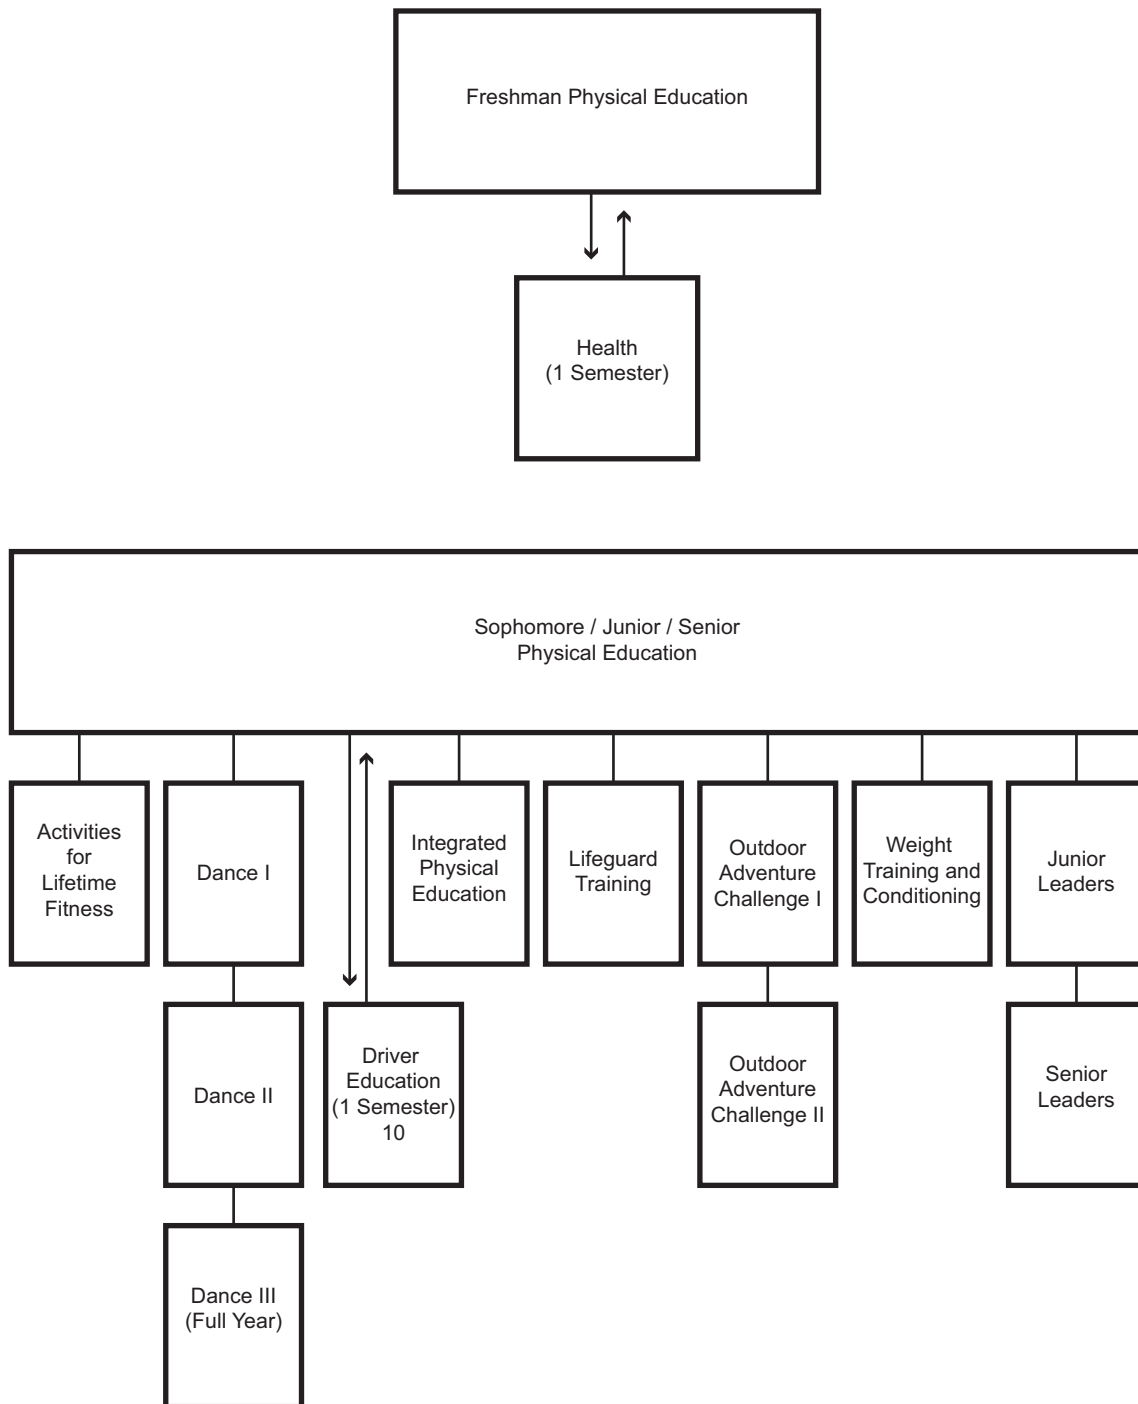 Freshman Physical Education
Health
(1 Semester)
Sophomore / Junior / Senior
Physical Education
Activities
for
Lifetime
Fitness
Dance I
Integrated
Physical
Education
Lifeguard
Training
Outdoor
Adventure
Challenge I
Weight
Training and
Conditioning
Junior
Leaders
Dance II
Driver
Education
(1 Semester)
10
Outdoor
Adventure
Challenge II
Senior
Leaders
Dance III
(Full Year)